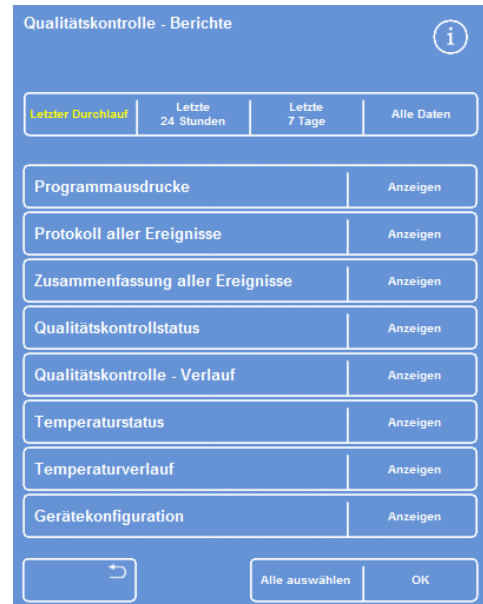 Qualitätskontrolle - Berichte
i
Letzter Durchlauf
Letzte
24 Stunden
Letzte
7 Tage
Alle Daten
Programmausdrucke
Anzeigen
Protokoll aller Ereignisse
Anzeigen
Zusammenfassung aller Ereignisse
Anzeigen
Qualitätskontrollstatus
Anzeigen
Qualitätskontrolle - Verlauf
Anzeigen
Temperaturstatus
Anzeigen
Temperaturverlauf
Anzeigen
Gerätekonfiguration
Anzeigen
Alle auswählen
OK